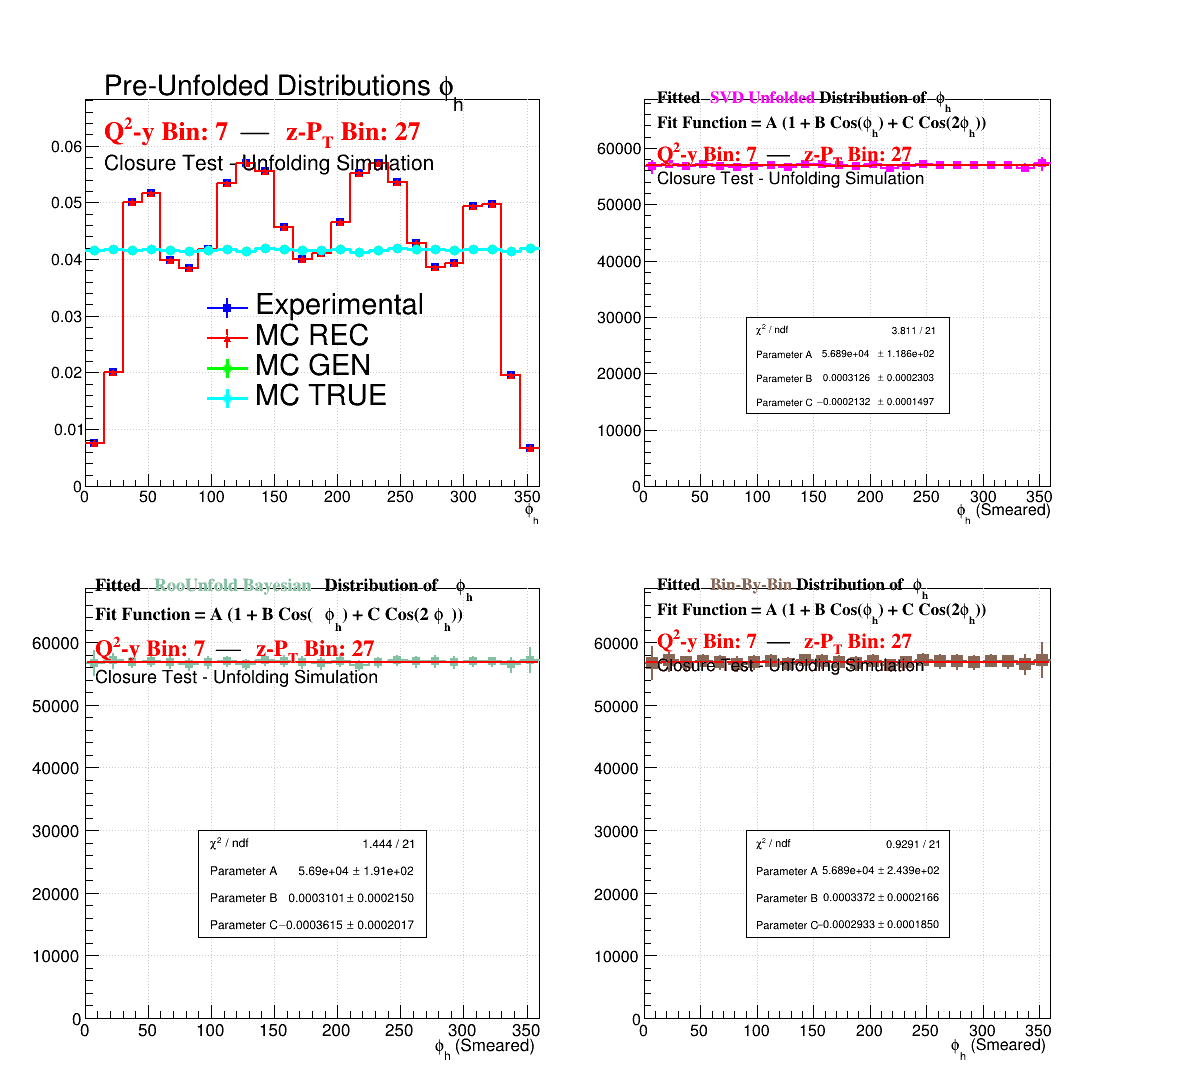 Pre-Unfolded Distributions ϕh
Q²-y Bin: 7 — z-PT Bin: 27
Closure Test - Unfolding Simulation
0.06
0.05
0.04
0.03
0.02
0.01
0
Experimental
MC REC
MC GEN
MC TRUE
0 50 100 150 200 250 300 350
ϕh
Fitted SVD Unfolded Distribution of ϕh
Fit Function = A (1 + B Cos(ϕh) + C Cos(2ϕh))
Q²-y Bin: 7 — z-PT Bin: 27
Closure Test - Unfolding Simulation
60000
50000
40000
30000
20000
10000
0
χ² / ndf 3.811 / 21
Parameter A 5.689e+04 ± 1.186e+02
Parameter B 0.0003126 ± 0.0002303
Parameter C −0.0002132 ± 0.0001497
0 50 100 150 200 250 300 350
ϕh (Smeared)
Fitted RooUnfold Bayesian Distribution of ϕh
Fit Function = A (1 + B Cos( ϕh) + C Cos(2 ϕh))
Q²-y Bin: 7 — z-PT Bin: 27
Closure Test - Unfolding Simulation
60000
50000
40000
30000
20000
10000
0
χ² / ndf 1.444 / 21
Parameter A 5.69e+04 ± 1.91e+02
Parameter B 0.0003101 ± 0.0002150
Parameter C −0.0003615 ± 0.0002017
0 50 100 150 200 250 300 350
ϕh (Smeared)
Fitted Bin-By-Bin Distribution of ϕh
Fit Function = A (1 + B Cos(ϕh) + C Cos(2ϕh))
Q²-y Bin: 7 — z-PT Bin: 27
Closure Test - Unfolding Simulation
60000
50000
40000
30000
20000
10000
0
χ² / ndf 0.9291 / 21
Parameter A 5.689e+04 ± 2.439e+02
Parameter B 0.0003372 ± 0.0002166
Parameter C −0.0002933 ± 0.0001850
0 50 100 150 200 250 300 350
ϕh (Smeared)